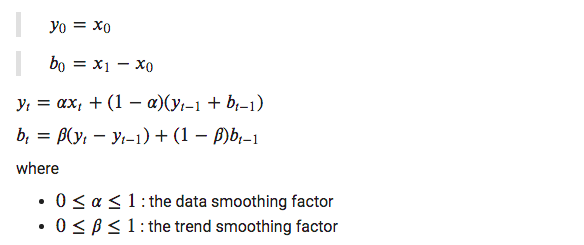 y₀ = x₀
b₀ = x₁ − x₀
yₜ = αxₜ + (1 − α)(yₜ₋₁ + bₜ₋₁)
bₜ = β(yₜ − yₜ₋₁) + (1 − β)bₜ₋₁
where
• 0 ≤ α ≤ 1 : the data smoothing factor
• 0 ≤ β ≤ 1 : the trend smoothing factor